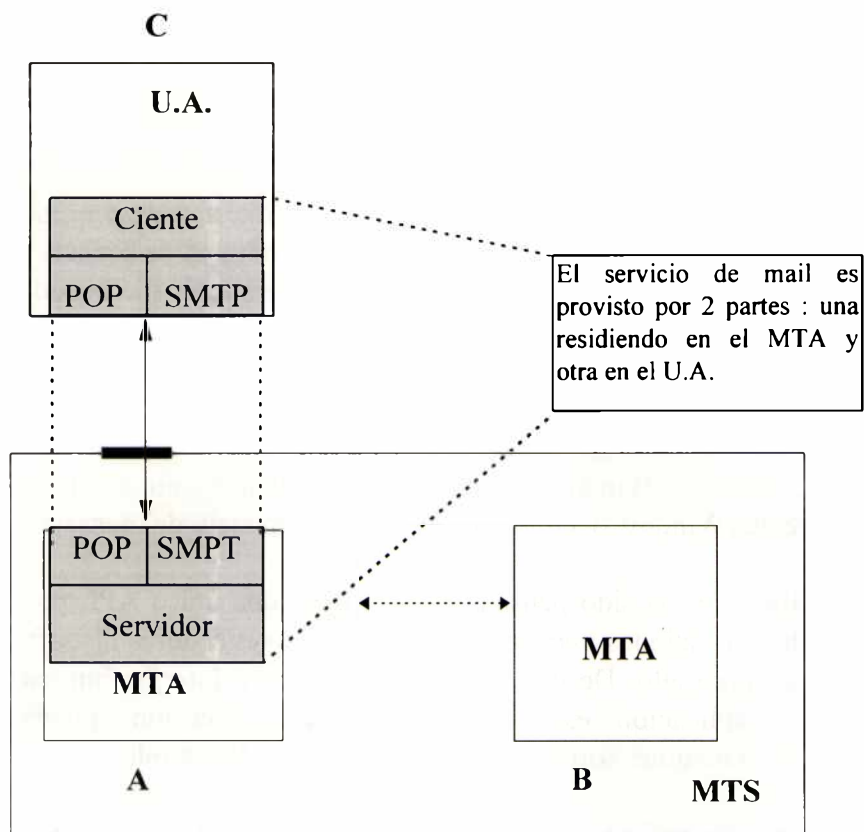 C
U.A.
Ciente
POP SMTP
El servicio de mail es
provisto por 2 partes : una
residiendo en el MTA y
otra en el U.A.
POP SMPT
Servidor
MTA
MTA
A
B
MTS